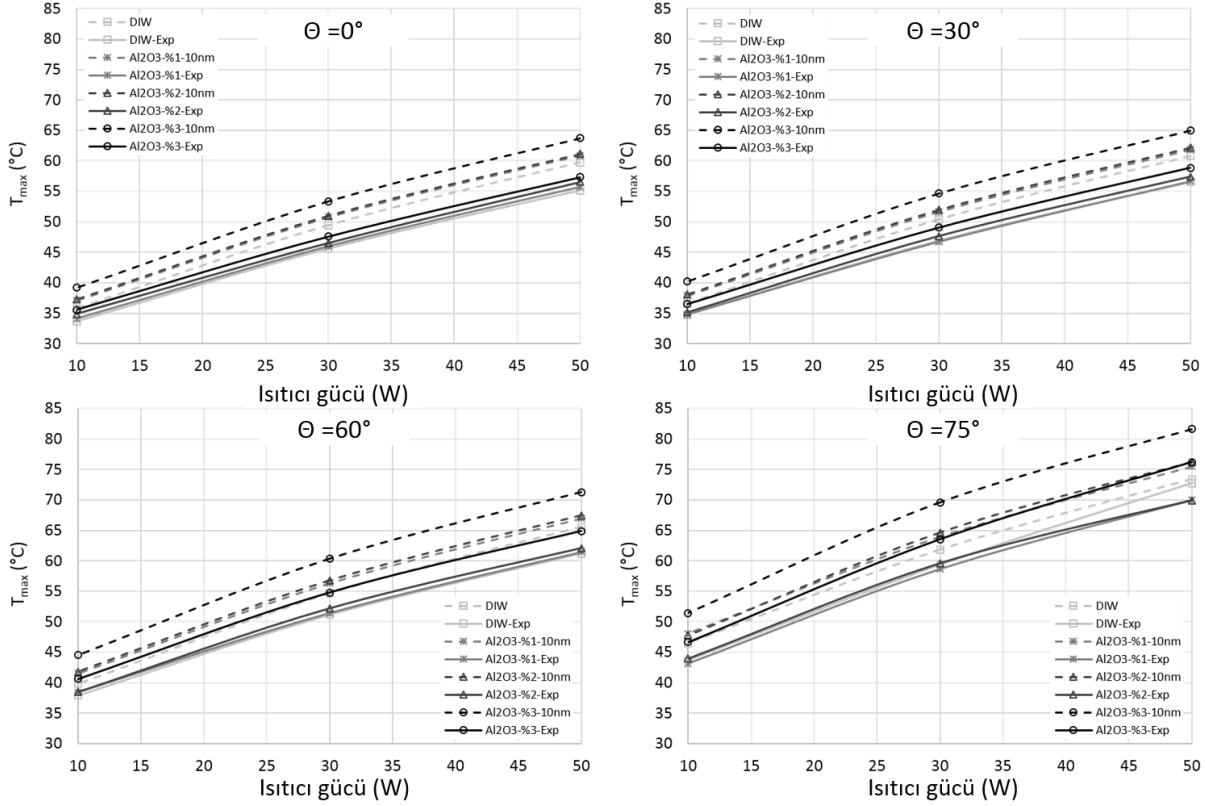 Θ =0°
DIW
DIW-Exp
Al2O3-%1-10nm
Al2O3-%1-Exp
Al2O3-%2-10nm
Al2O3-%2-Exp
Al2O3-%3-10nm
Al2O3-%3-Exp
Tmax (°C)
85
80
75
70
65
60
55
50
45
40
35
30
10 15 20 25 30 35 40 45 50
Isıtıcı gücü (W)
Θ =30°
DIW
DIW-Exp
Al2O3-%1-10nm
Al2O3-%1-Exp
Al2O3-%2-10nm
Al2O3-%2-Exp
Al2O3-%3-10nm
Al2O3-%3-Exp
Tmax (°C)
85
80
75
70
65
60
55
50
45
40
35
30
10 15 20 25 30 35 40 45 50
Isıtıcı gücü (W)
Θ =60°
Tmax (°C)
85
80
75
70
65
60
55
50
45
40
35
30
DIW
DIW-Exp
Al2O3-%1-10nm
Al2O3-%1-Exp
Al2O3-%2-10nm
Al2O3-%2-Exp
Al2O3-%3-10nm
Al2O3-%3-Exp
10 15 20 25 30 35 40 45 50
Isıtıcı gücü (W)
Θ =75°
Tmax (°C)
85
80
75
70
65
60
55
50
45
40
35
30
DIW
DIW-Exp
Al2O3-%1-10nm
Al2O3-%1-Exp
Al2O3-%2-10nm
Al2O3-%2-Exp
Al2O3-%3-10nm
Al2O3-%3-Exp
10 15 20 25 30 35 40 45 50
Isıtıcı gücü (W)